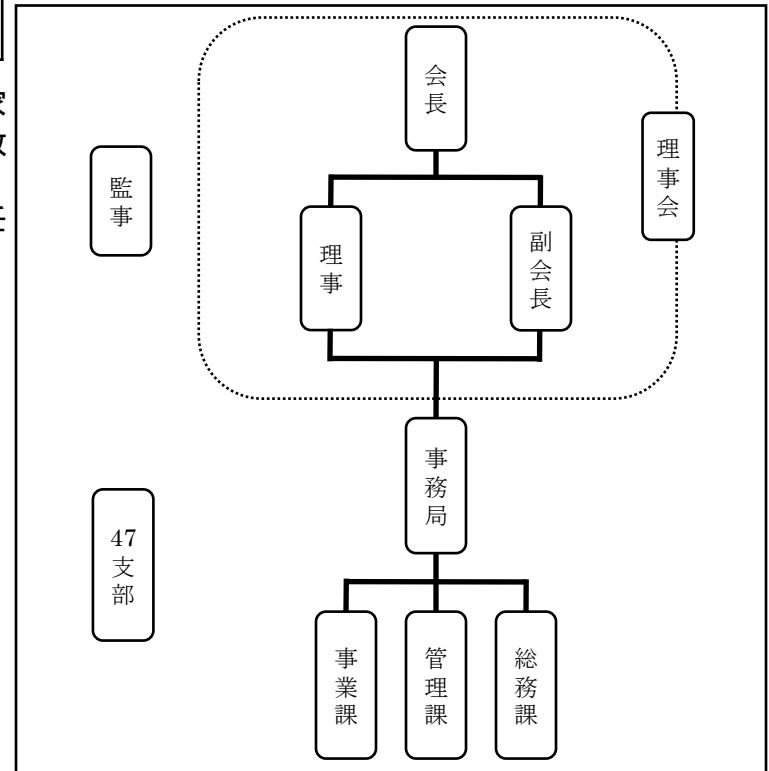 会長
理事会
監事
副会長
理事
事務局
47支部
総務課
管理課
事業課